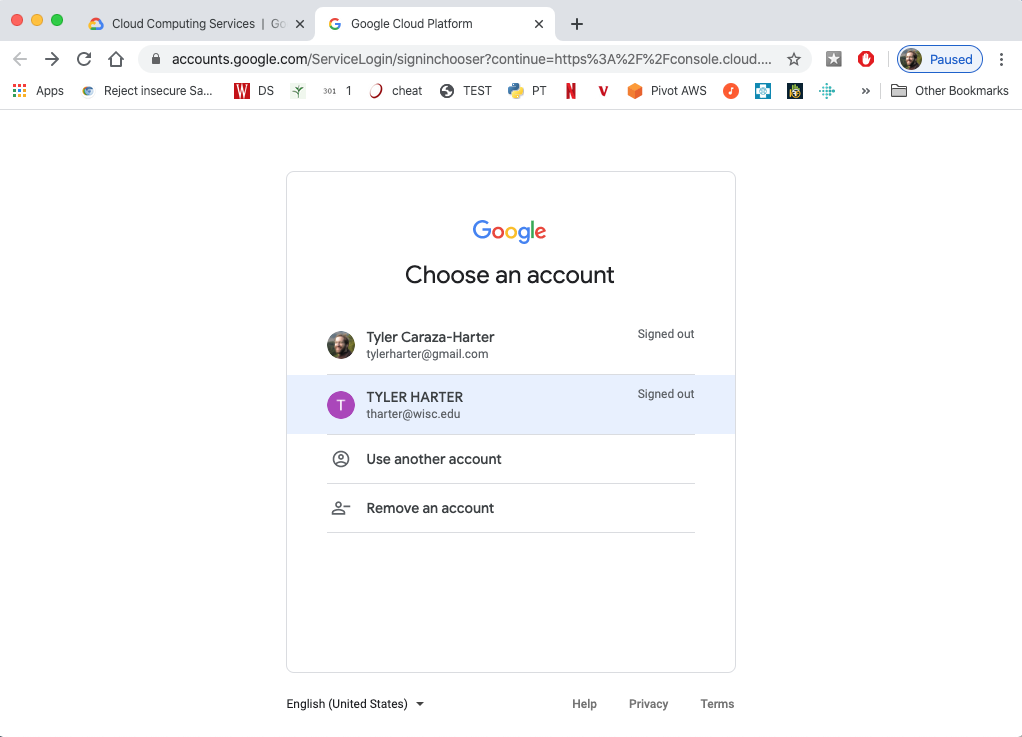 Cloud Computing Services | Go
Google Cloud Platform
accounts.google.com/ServiceLogin/signinchooser?continue=https%3A%2F%2Fconsole.cloud....
Paused
Apps
Reject insecure Sa...
W DS
301 1
cheat
TEST
PT
N
V
Pivot AWS
»
Other Bookmarks
Google
Choose an account
Tyler Caraza-Harter
Signed out
tylerharter@gmail.com
T
TYLER HARTER
Signed out
tharter@wisc.edu
Use another account
Remove an account
English (United States)
Help
Privacy
Terms